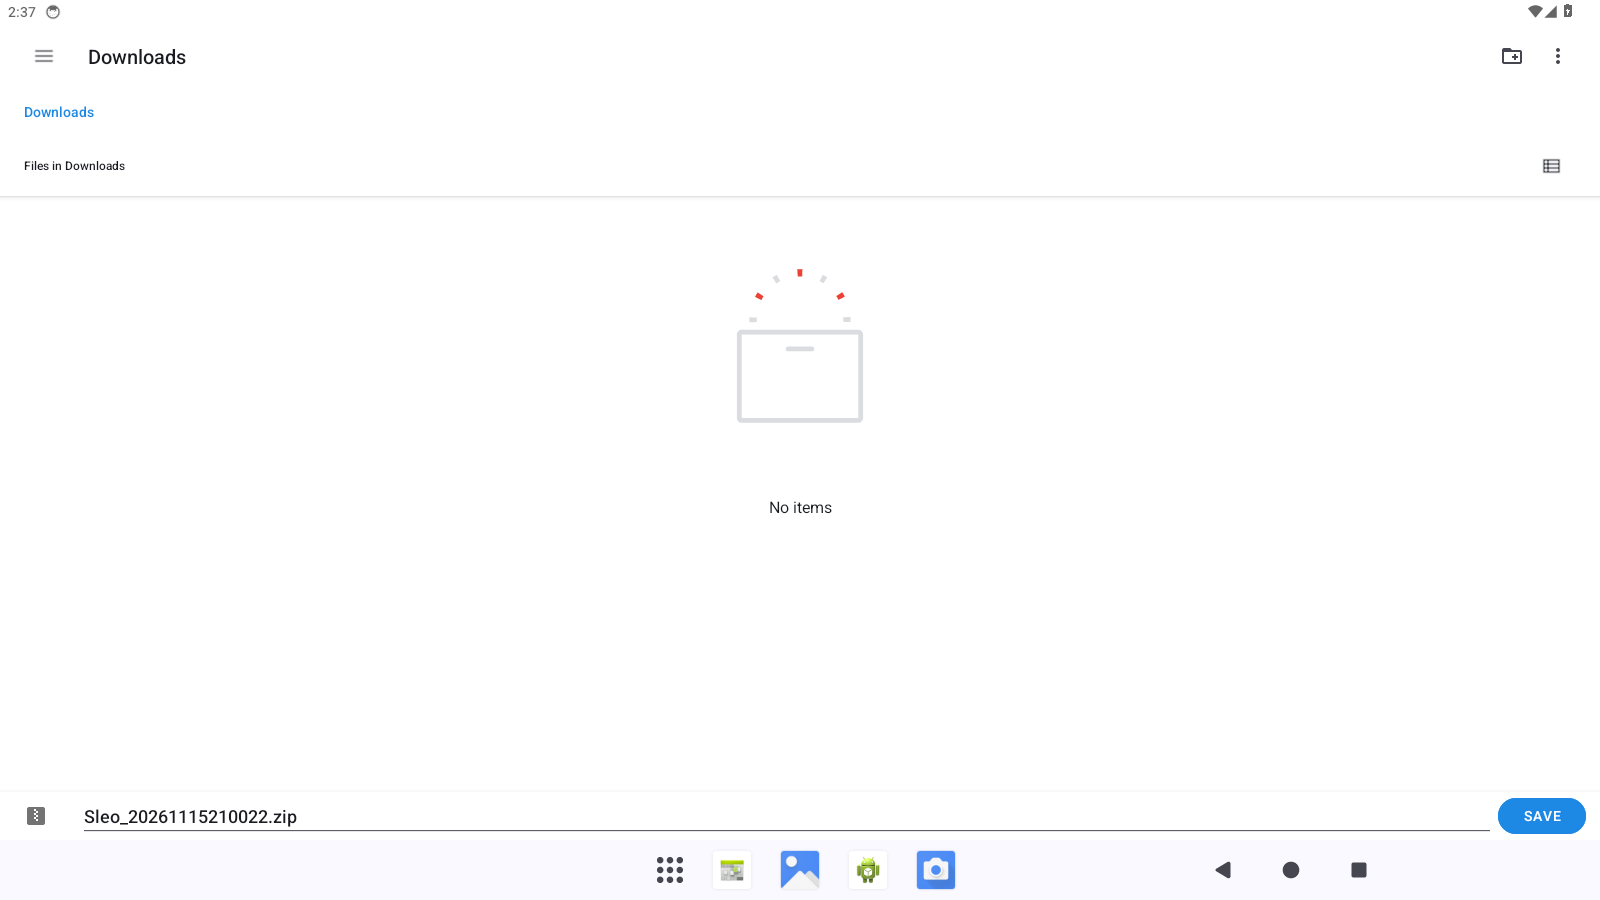 2:37
Downloads
Downloads
Files in Downloads
No items
Sleo_20261115210022.zip
SAVE